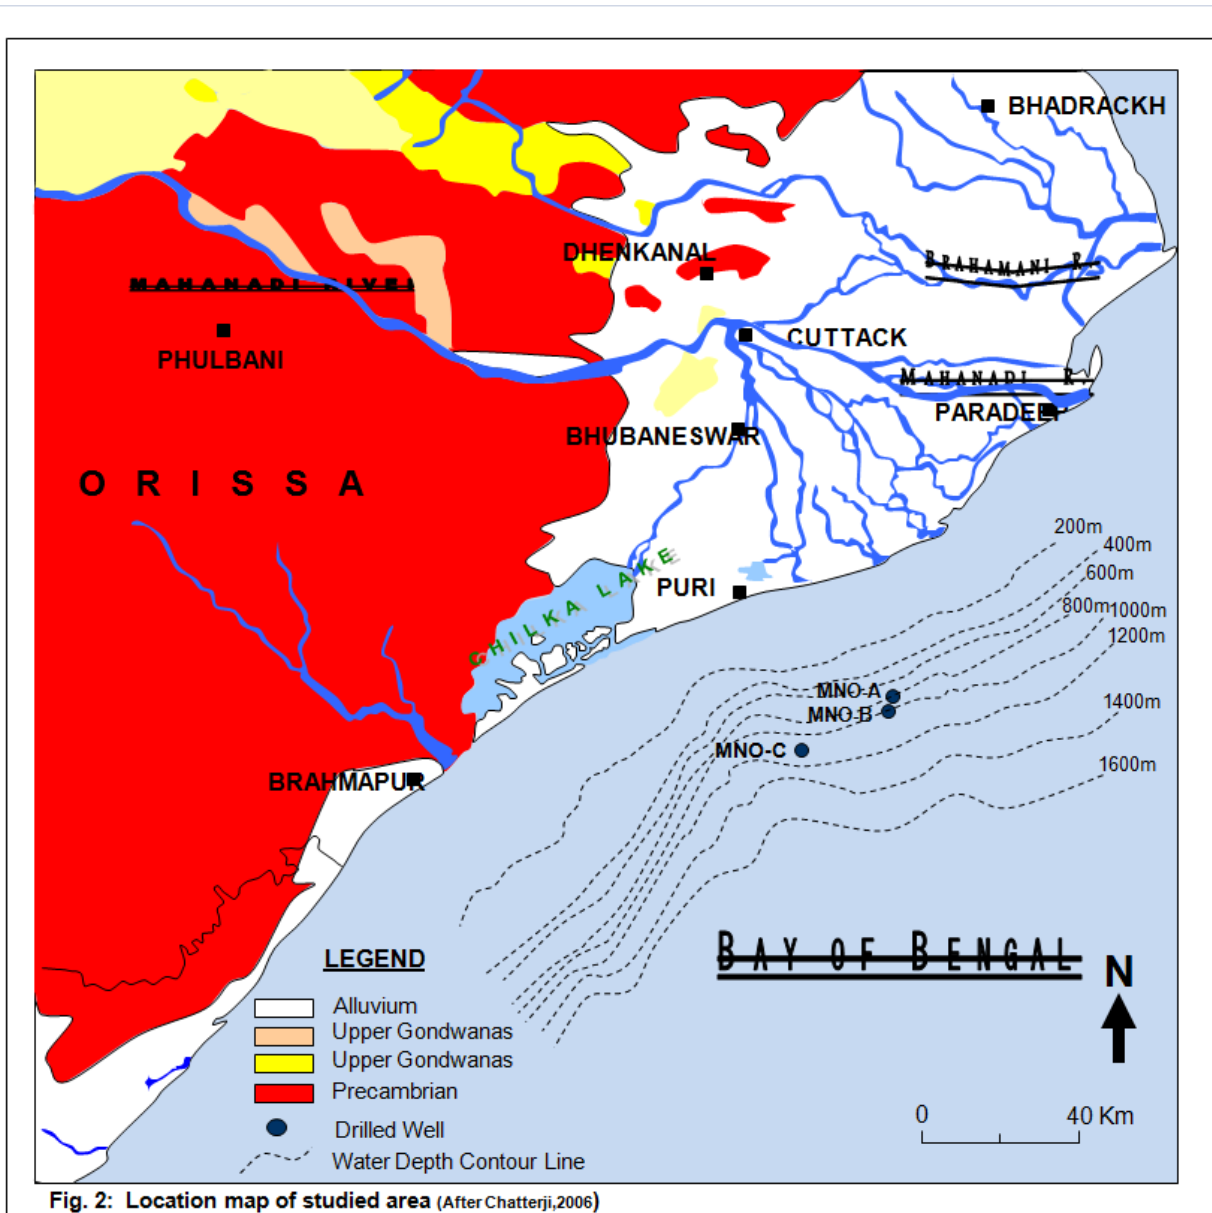 BHADRACKH
DHENKANAL
BRAHAMANI R.
MAHANADI RIVER
CUTTACK
PHULBANI
MAHANADI R.
PARADEEP
BHUBANESWAR
ORISSA
200m
400m
CHILKA LAKE
600m
PURI
800m
1000m
1200m
MNO-A
MNO-B
1400m
MNO-C
1600m
BRAHMAPUR
BAY OF BENGAL
LEGEND
N
Alluvium
Upper Gondwanas
Upper Gondwanas
Precambrian
0 40 Km
Drilled Well
Water Depth Contour Line
Fig. 2: Location map of studied area (After Chatterji,2006)